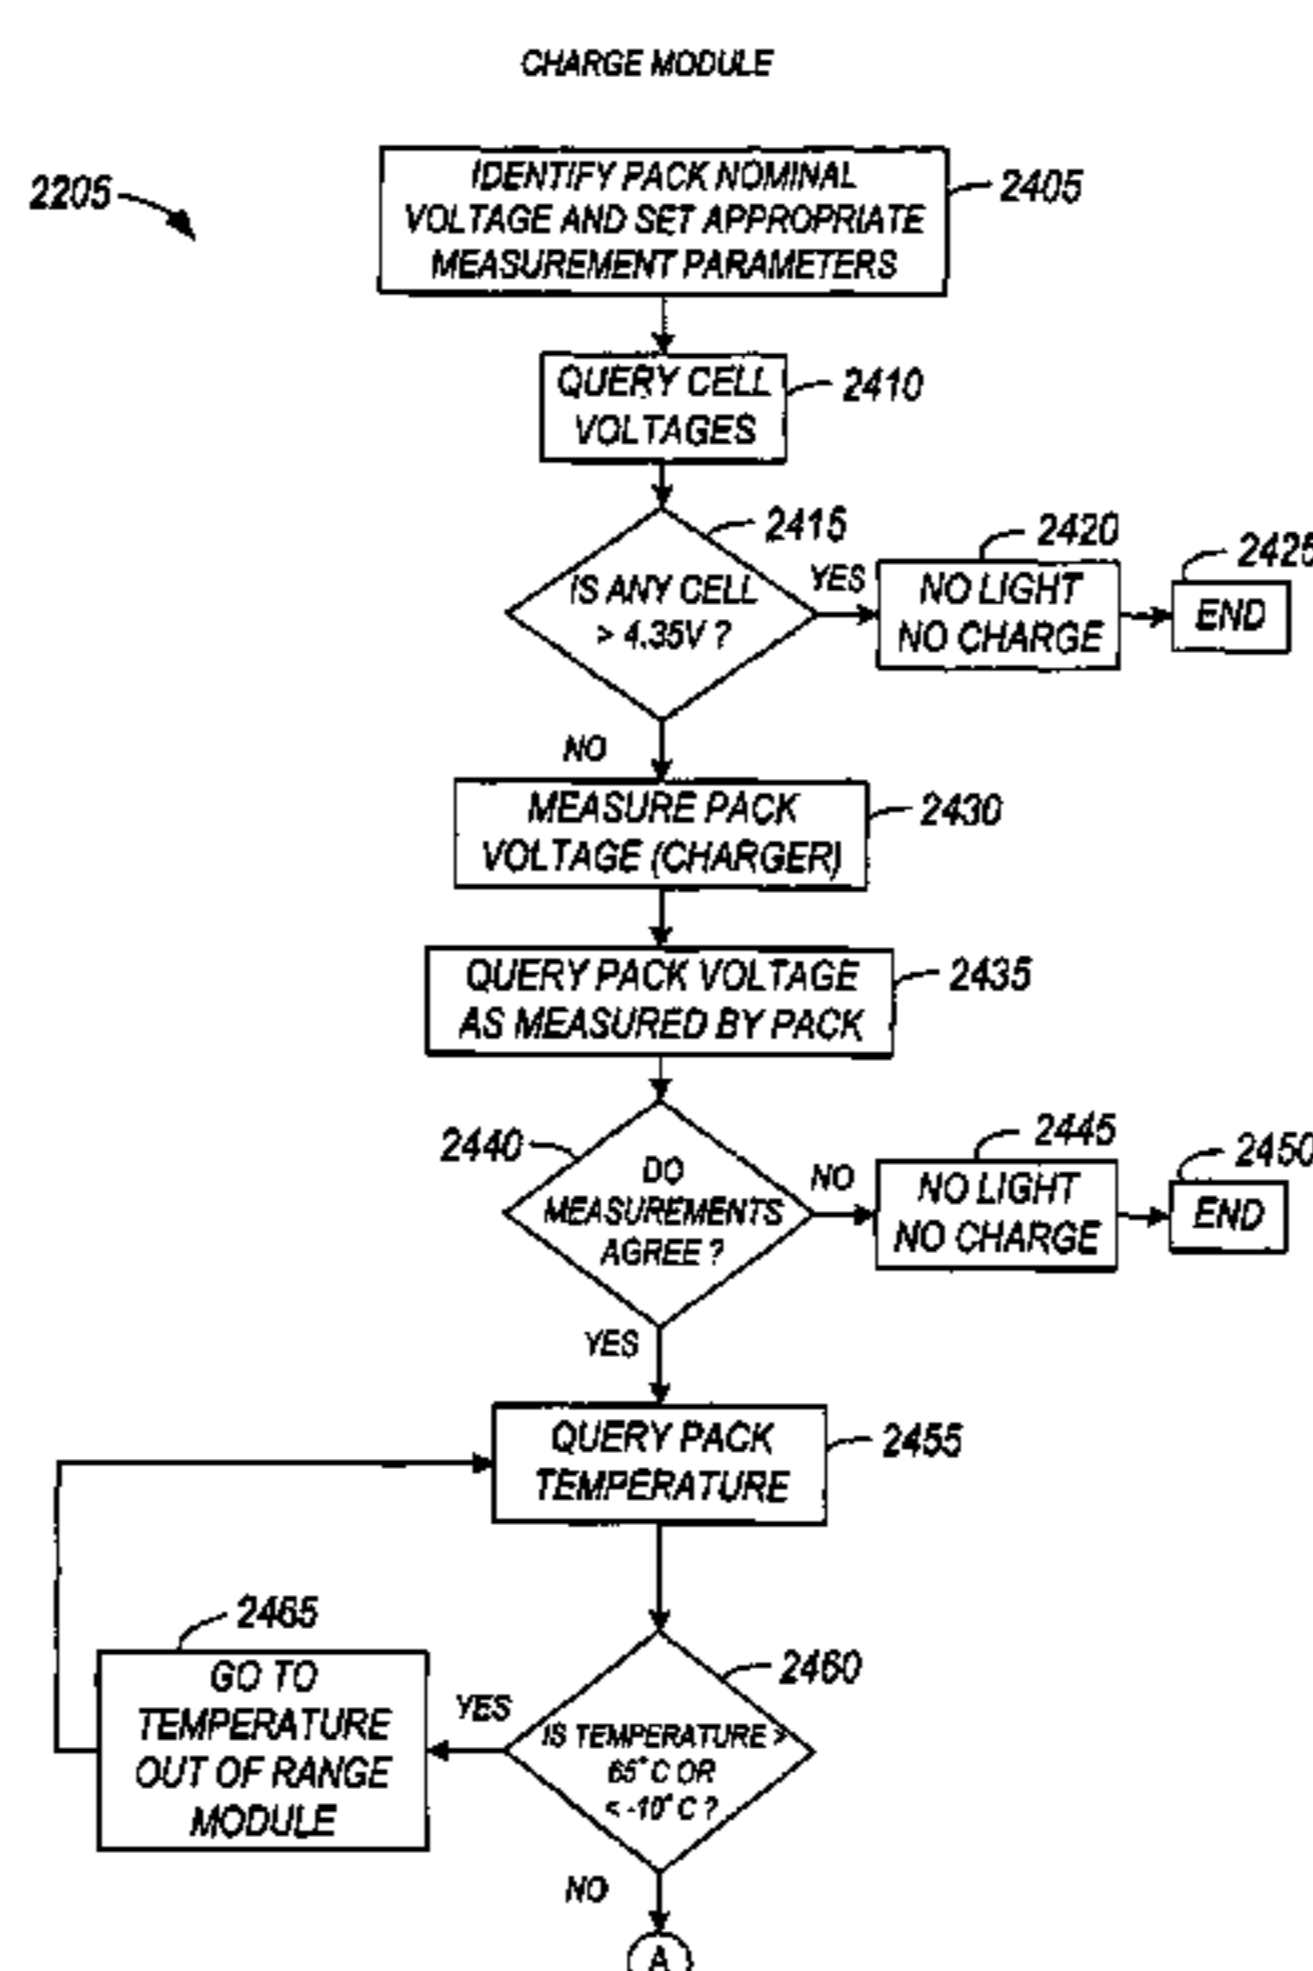 CHARGE MODULE
2205
IDENTIFY PACK NOMINAL
VOLTAGE AND SET APPROPRIATE
MEASUREMENT PARAMETERS
2405
QUERY CELL
VOLTAGES
2410
2415
IS ANY CELL
> 4.35V ?
YES
2420
NO LIGHT
NO CHARGE
2425
END
NO
MEASURE PACK
VOLTAGE (CHARGER)
2430
QUERY PACK VOLTAGE
AS MEASURED BY PACK
2435
2440
DO
MEASUREMENTS
AGREE ?
NO
2445
NO LIGHT
NO CHARGE
2450
END
YES
QUERY PACK
TEMPERATURE
2455
2465
GO TO
TEMPERATURE
OUT OF RANGE
MODULE
YES
2460
IS TEMPERATURE >
65° C OR
< -10° C ?
NO
A